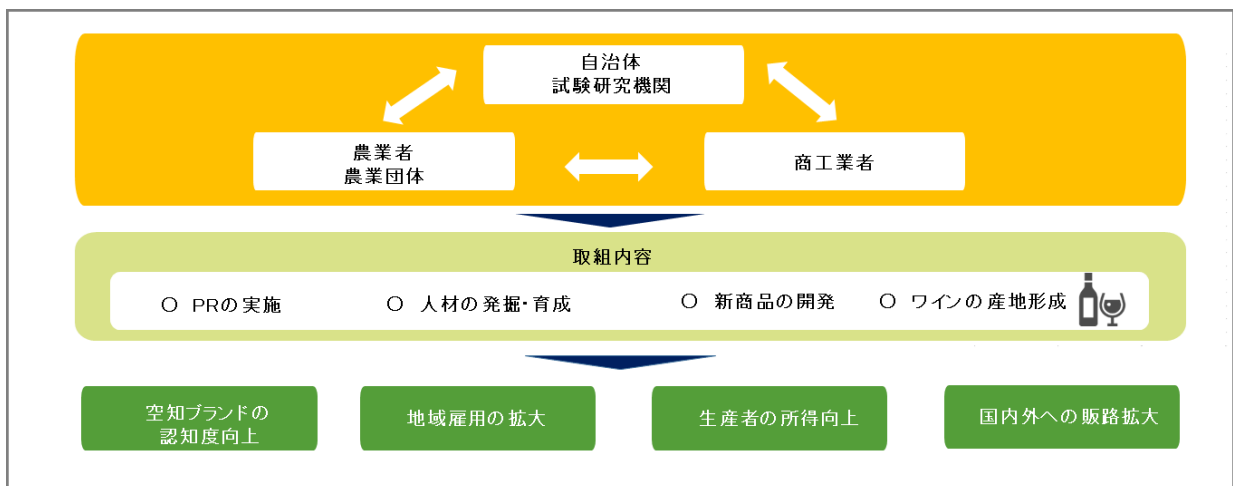 自治体
試験研究機関
農業者
農業団体
商工業者
取組内容
〇 PRの実施
〇 人材の発掘・育成
〇 新商品の開発
〇 ワインの産地形成
空知ブランドの
認知度向上
地域雇用の拡大
生産者の所得向上
国内外への販路拡大